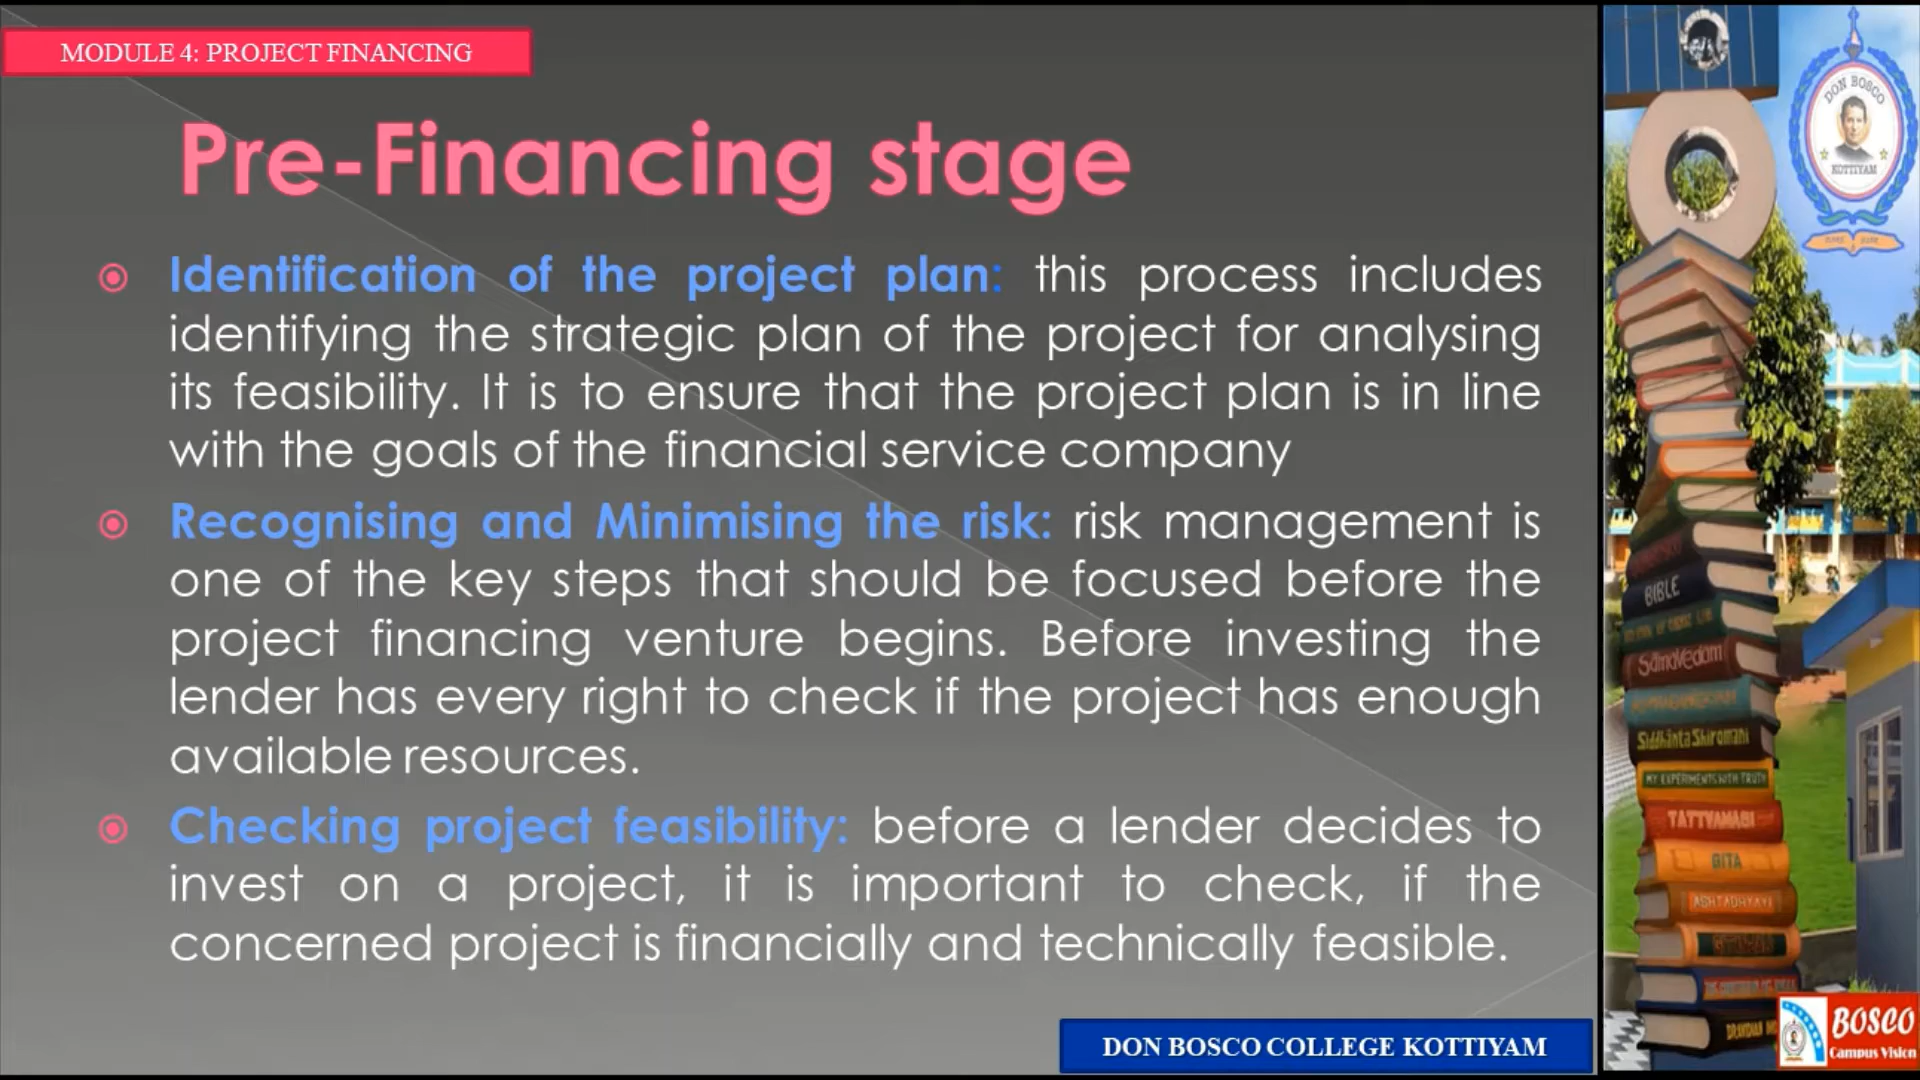 MODULE 4: PROJECT FINANCING
Pre-Financing stage
Identification of the project plan: this process includes
identifying the strategic plan of the project for analysing
its feasibility. It is to ensure that the project plan is in line
with the goals of the financial service company
Recognising and Minimising the risk: risk management is
one of the key steps that should be focused before the
project financing venture begins. Before investing the
lender has every right to check if the project has enough
available resources.
Checking project feasibility: before a lender decides to
invest on a project, it is important to check, if the
concerned project is financially and technically feasible.
DON BOSCO COLLEGE KOTTIYAM
DON BOSCO
KOTTIYAM
BIBLE
SamaVedam
Siddhanta Shiromani
MY EXPERIMENTS WITH TRUTH
TATTVAMASI
GITA
ASHTADHYAYI
BOSCO
Campus Vision